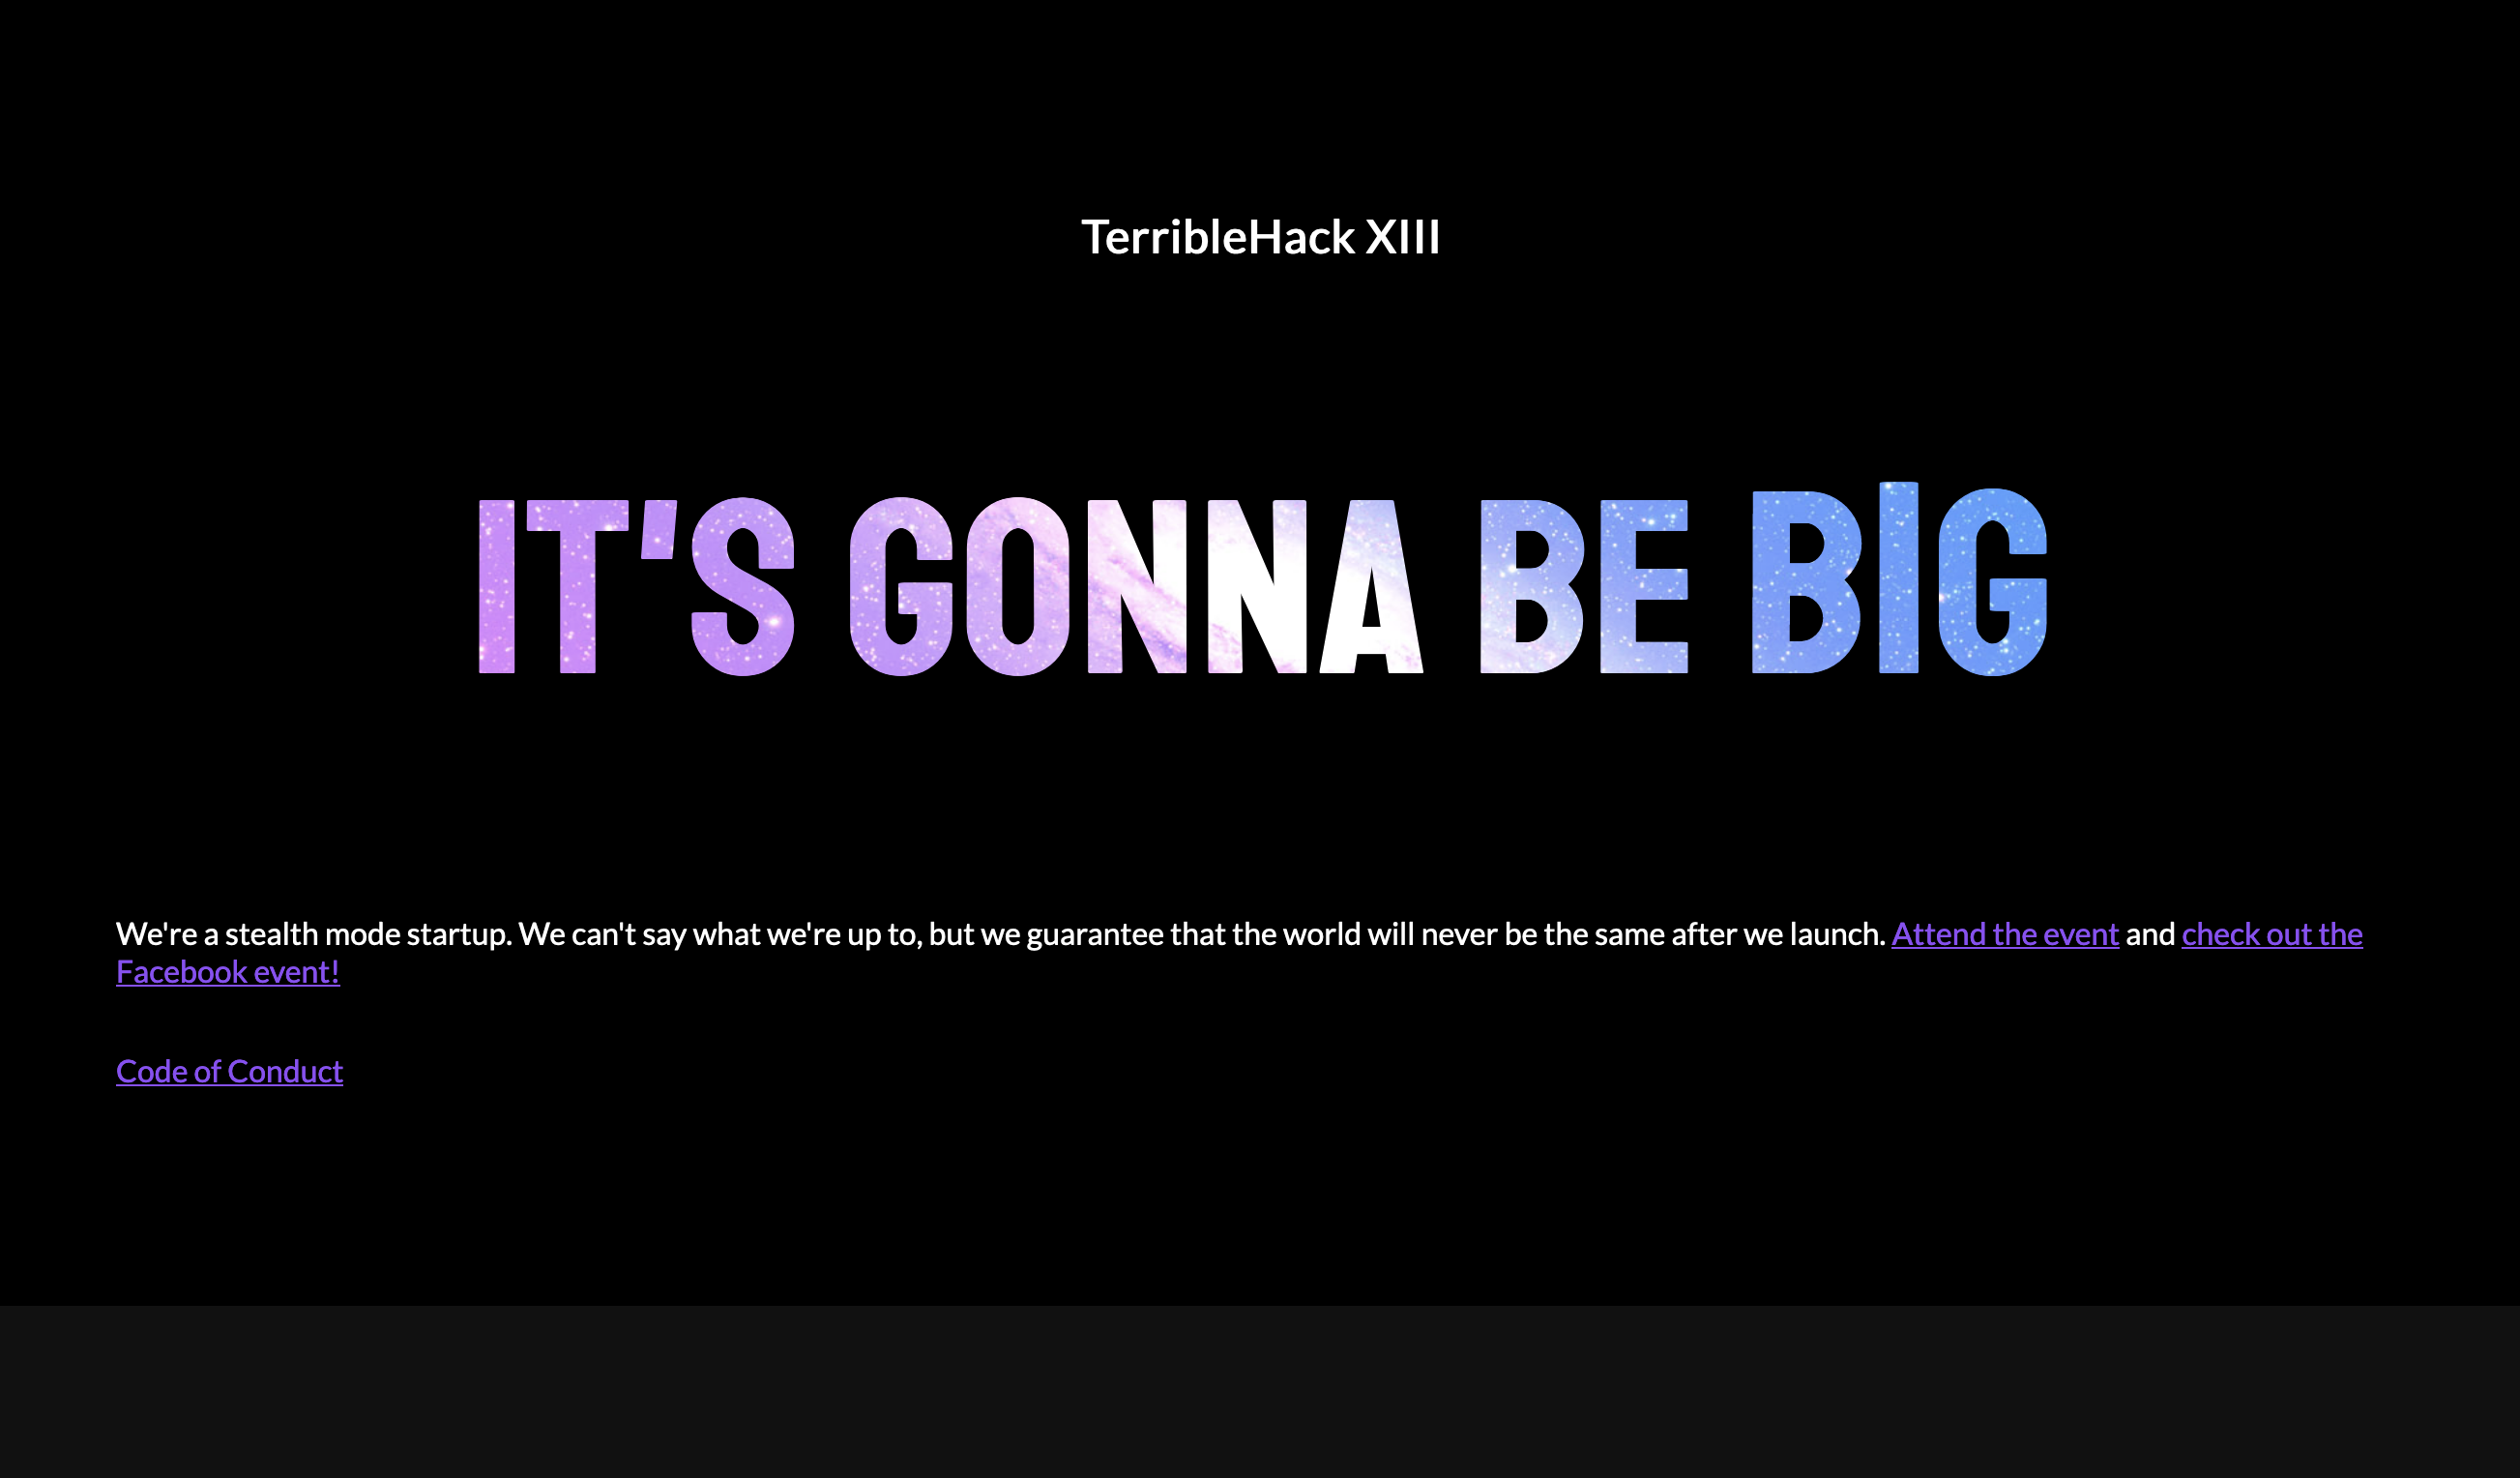 TerribleHack XIII
IT'S GONNA BE BIG
We're a stealth mode startup. We can't say what we're up to, but we guarantee that the world will never be the same after we launch. Attend the event and check out the
Facebook event!
Code of Conduct